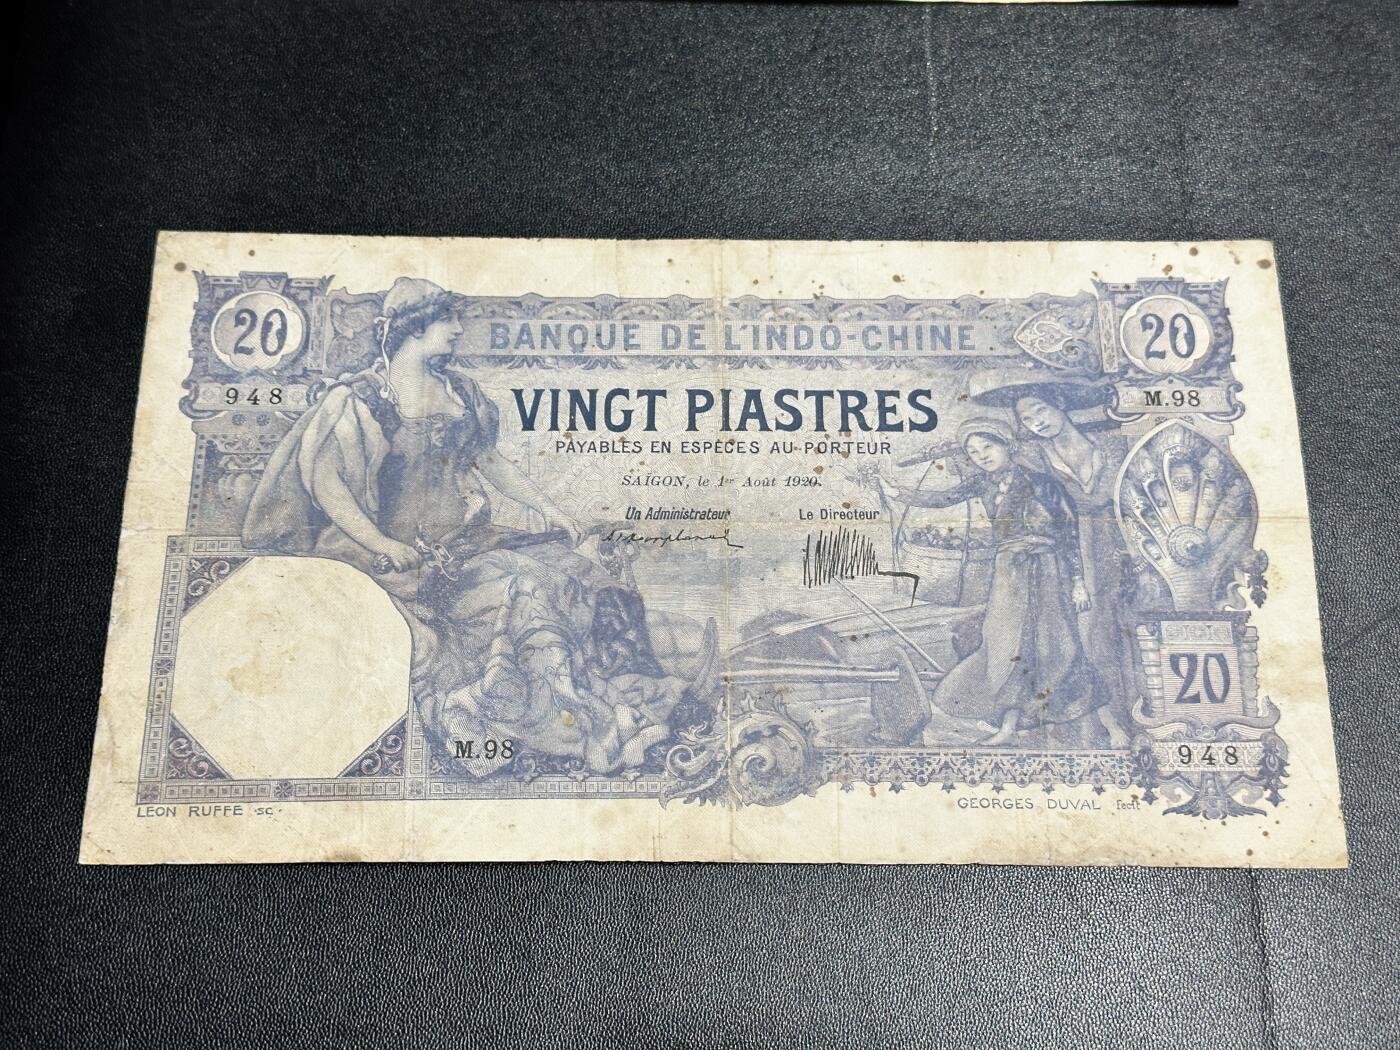 20
BANQUE DE L'INDO-CHINE.
20
948
VINGT PIASTRES
M.98
PAYABLES EN ESPÈCES AU PORTEUR
SAÏGON, le 1er Août 1920.
Un Administrateur
Le Directeur
20
M.98
948
LEON RUFFE ·SC·
GEORGES DUVAL fecit